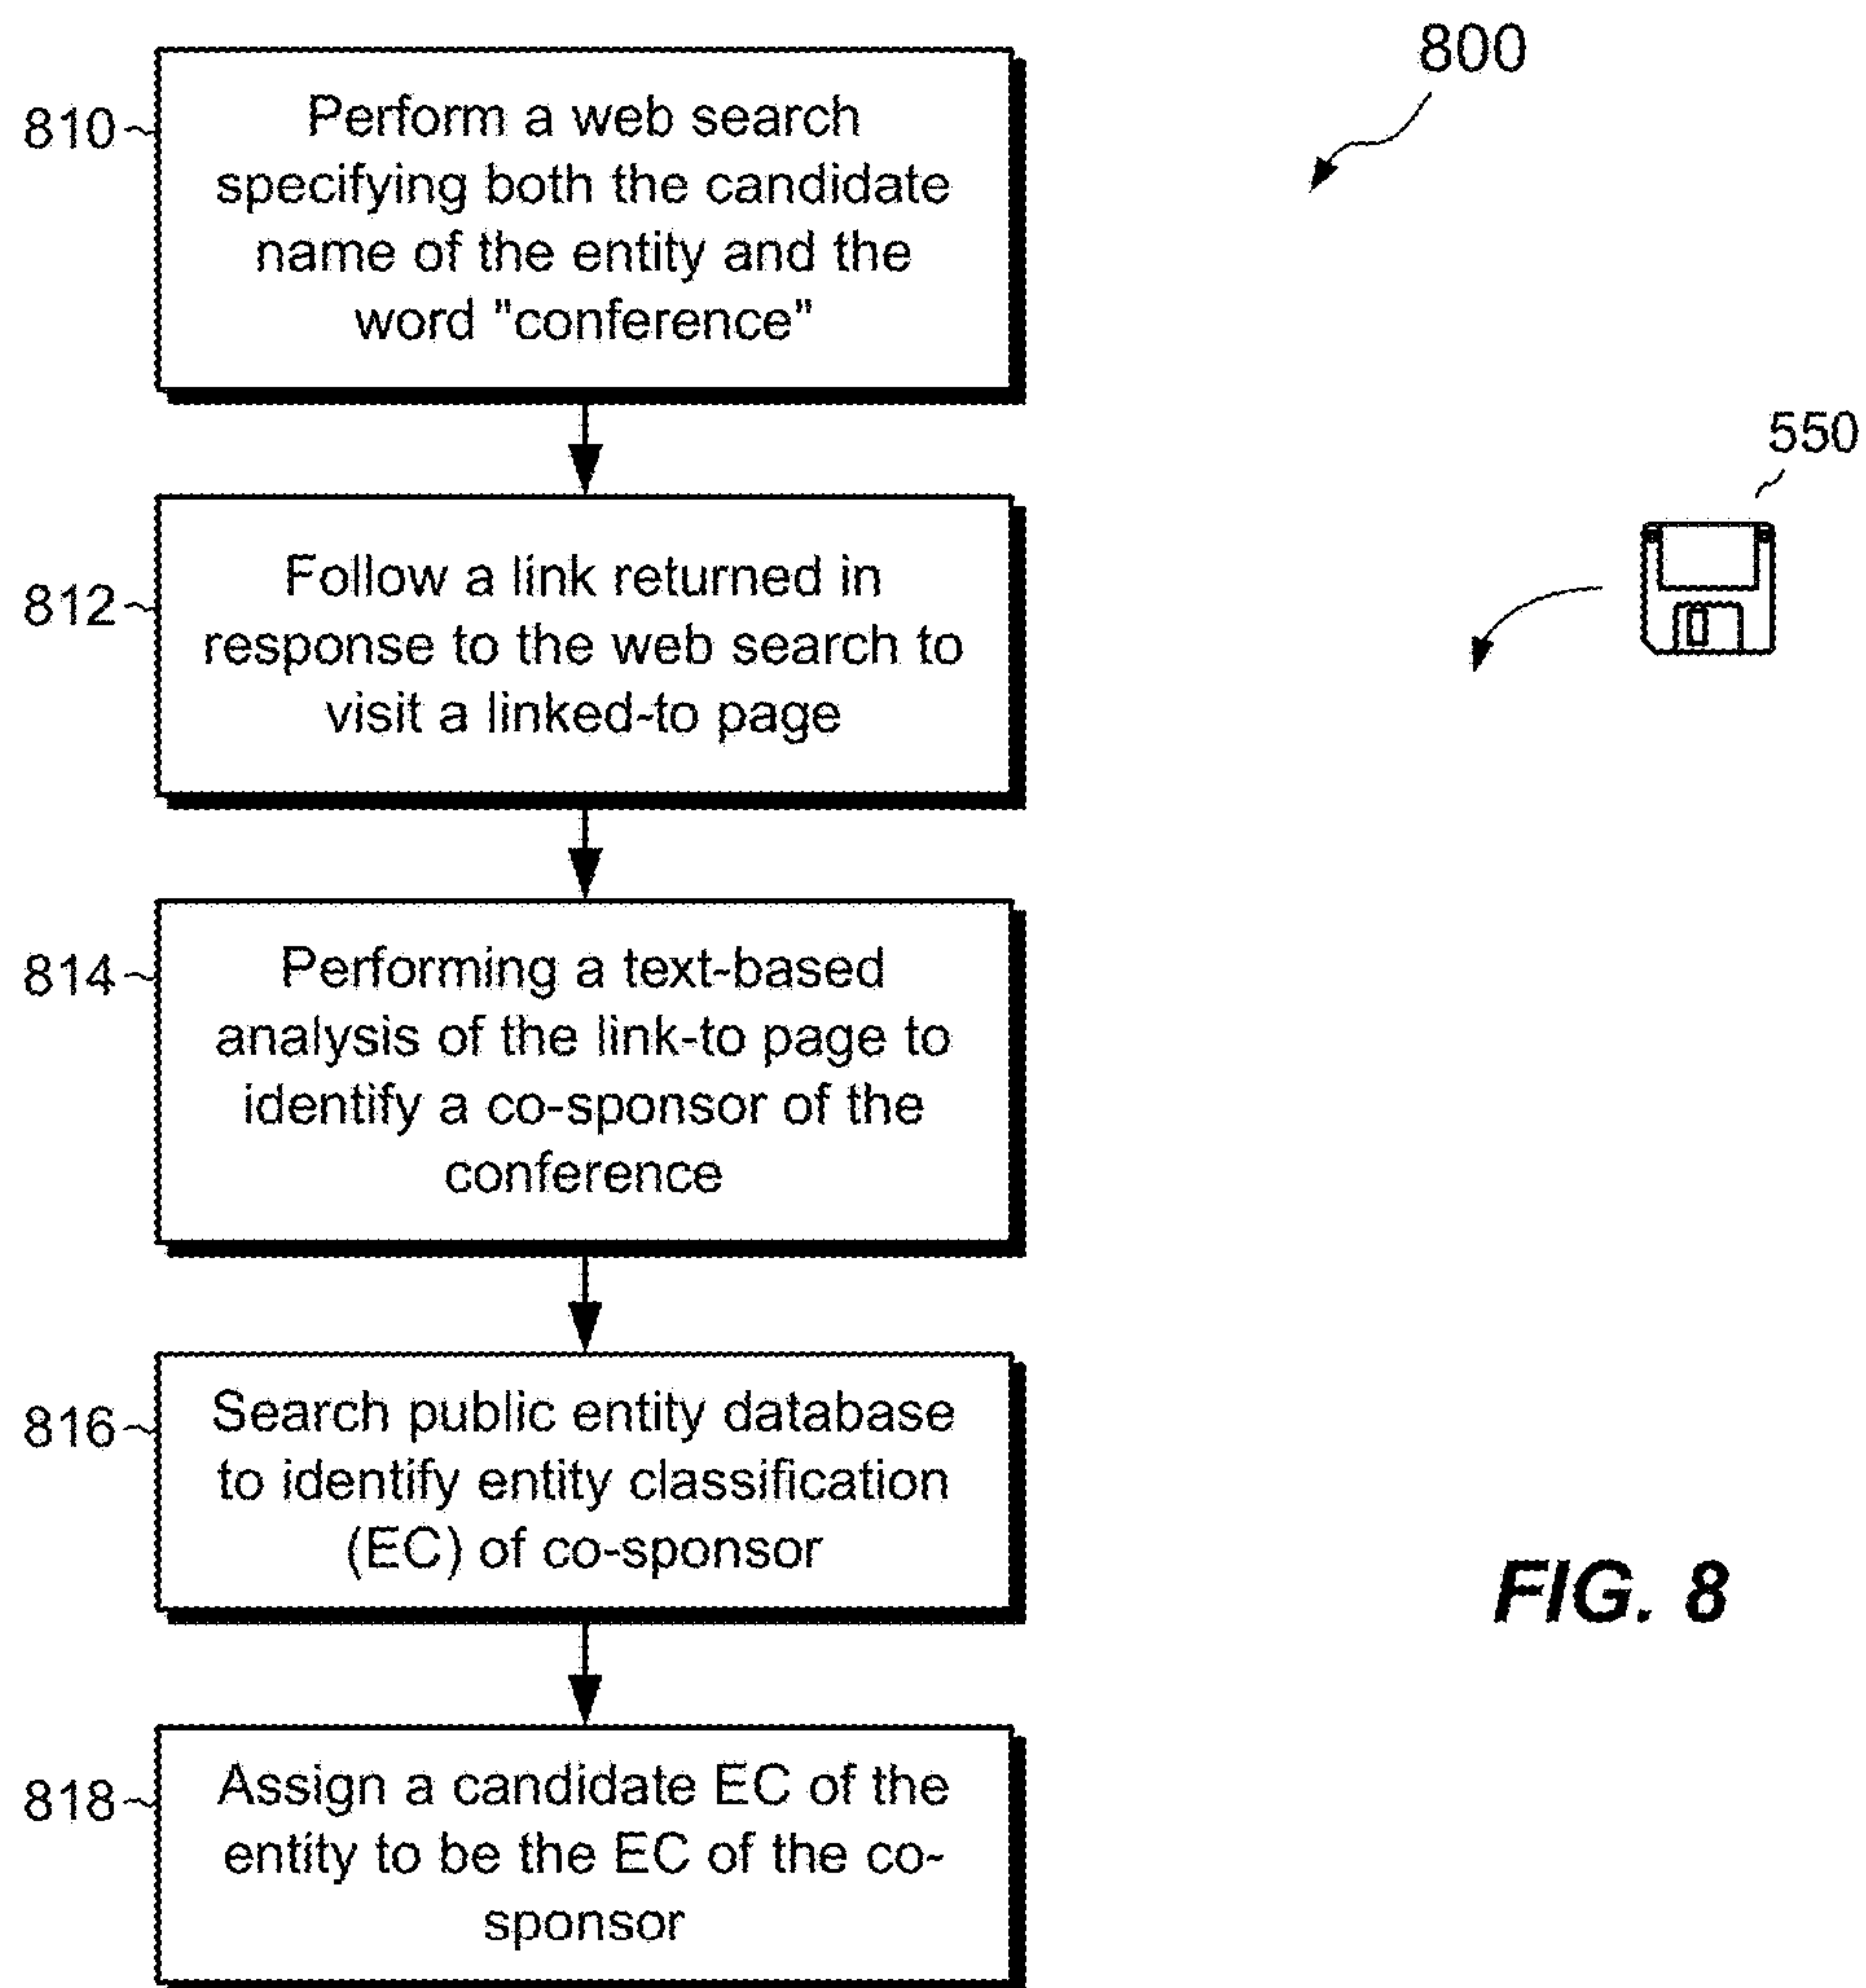 800
810
Perform a web search
specifying both the candidate
name of the entity and the
word "conference"
550
812
Follow a link returned in
response to the web search to
visit a linked-to page
814
Performing a text-based
analysis of the link-to page to
identify a co-sponsor of the
conference
816
Search public entity database
to identify entity classification
(EC) of co-sponsor
FIG. 8
818
Assign a candidate EC of the
entity to be the EC of the co-
sponsor